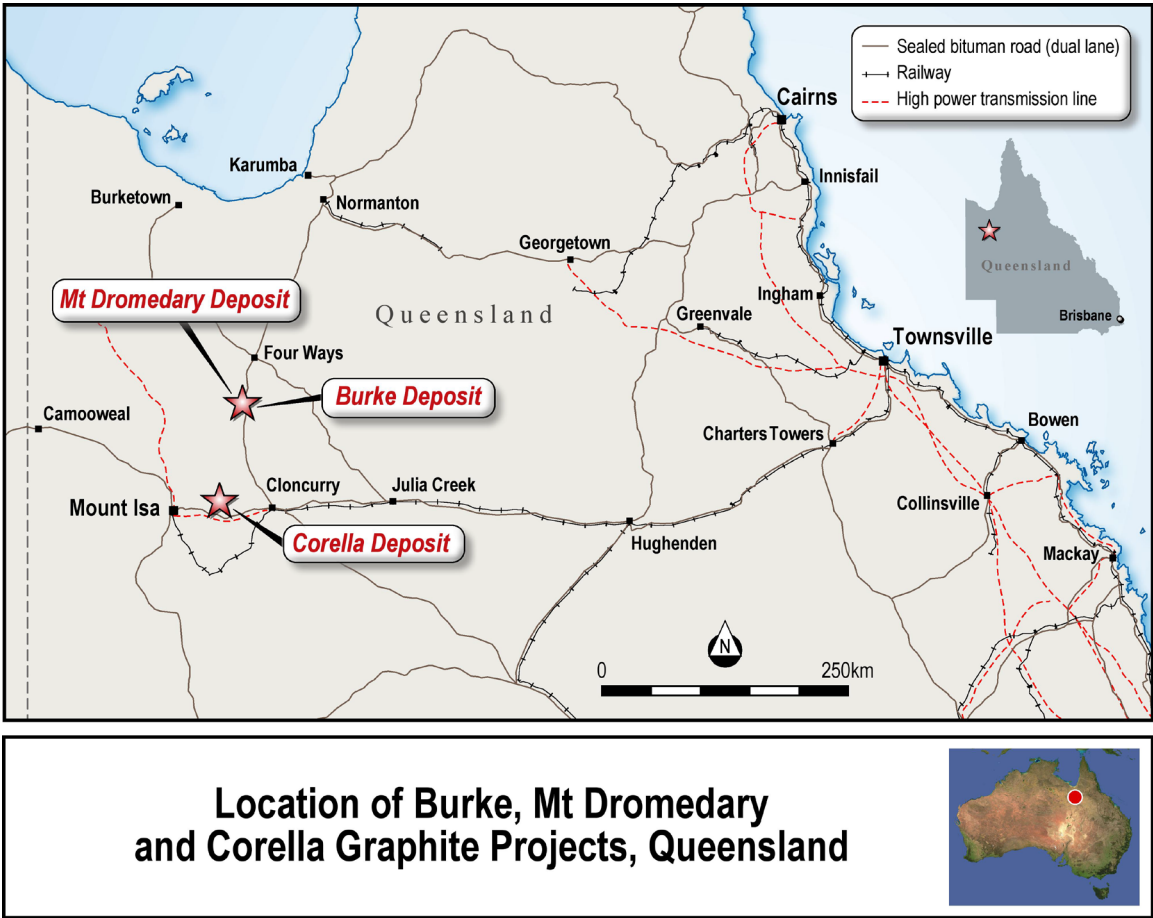 Sealed bituman road (dual lane)
Railway
High power transmission line
Cairns
Karumba
Innisfail
Burketown
Normanton
Georgetown
Queensland
Brisbane
Mt Dromedary Deposit
Ingham
Queensland
Greenvale
Townsville
Four Ways
Burke Deposit
Camooweal
Bowen
Charters Towers
Cloncurry
Julia Creek
Mount Isa
Collinsville
Corella Deposit
Hughenden
Mackay
N
0 250km
Location of Burke, Mt Dromedary
and Corella Graphite Projects, Queensland